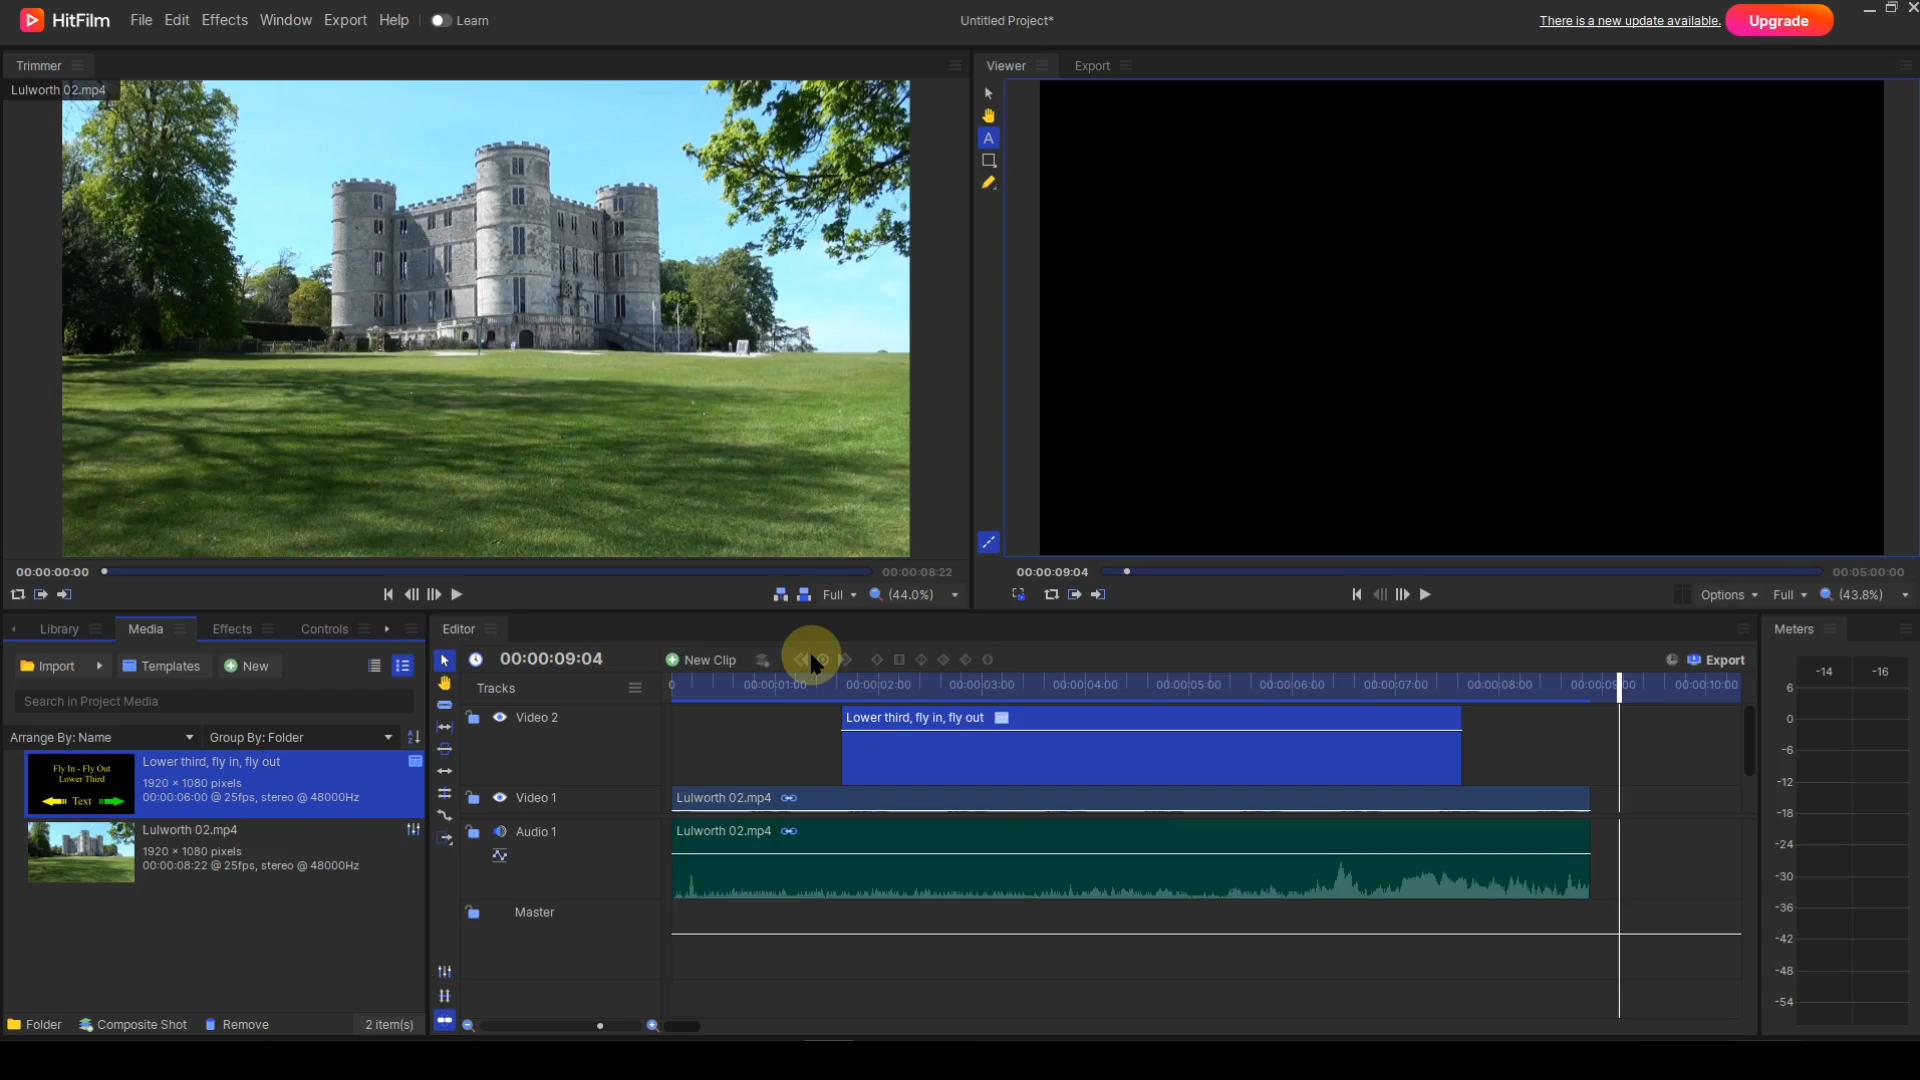 HitFilm File Edit Effects Window Export Help Learn
Untitled Project*
There is a new update available. Upgrade
Trimmer
Lulworth 02.mp4
Viewer Export
A
00:00:00:00 00:00:08:22
Full (44.0%)
00:00:09:04 00:05:00:00
Options Full (43.8%)
Library Media Effects Controls
Import Templates New
Search in Project Media
Arrange By: Name Group By: Folder
Fly In - Fly Out
Lower Third
Text
Lower third, fly in, fly out
1920 × 1080 pixels
00:00:06:00 @ 25fps, stereo @ 48000Hz
Lulworth 02.mp4
1920 × 1080 pixels
00:00:08:22 @ 25fps, stereo @ 48000Hz
Folder Composite Shot Remove 2 item(s)
Editor
00:00:09:04 New Clip Export
Tracks
0 00:00:01:00 00:00:02:00 00:00:03:00 00:00:04:00 00:00:05:00 00:00:06:00 00:00:07:00 00:00:08:00 00:00:10:00
Video 2 Lower third, fly in, fly out
Video 1 Lulworth 02.mp4
Audio 1 Lulworth 02.mp4
Master
Meters
-14 -16
6
0
-6
-12
-18
-24
-30
-36
-42
-48
-54